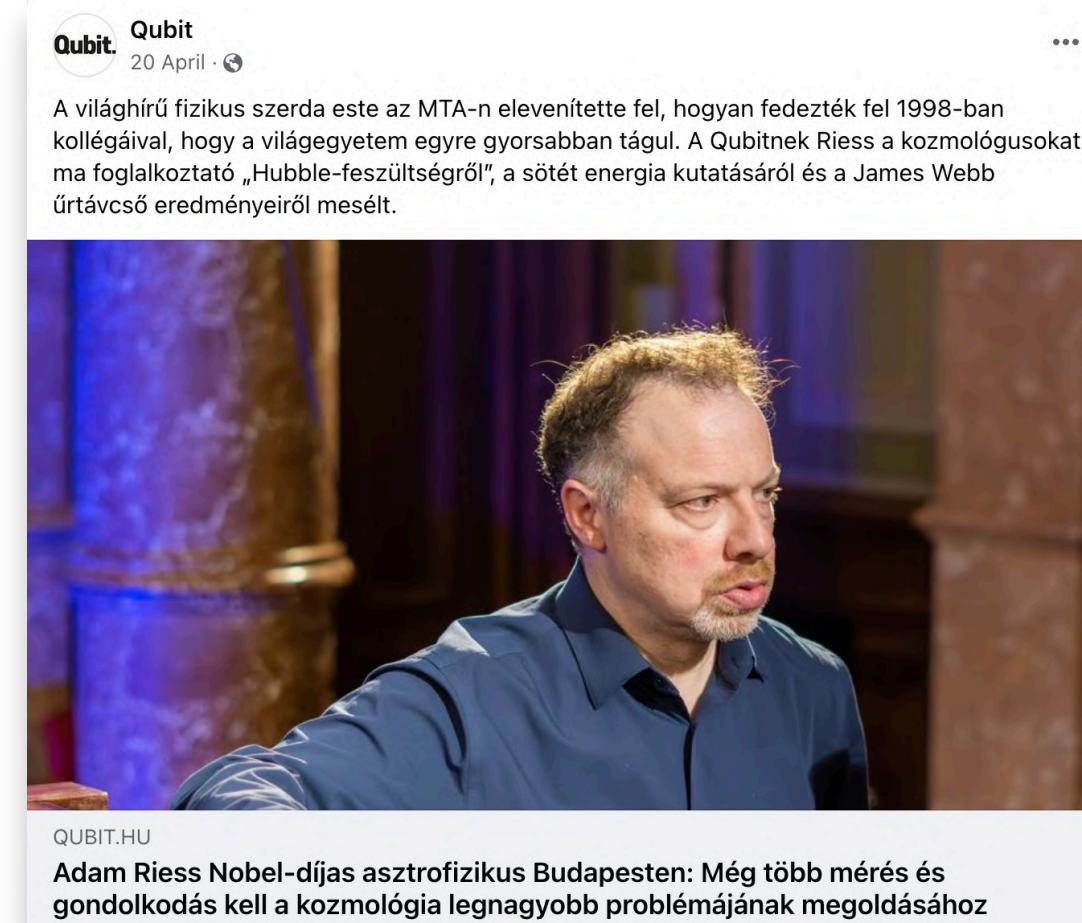 Qubit.
Qubit
20 April ·
A világhírű fizikus szerda este az MTA-n elevenítette fel, hogyan fedezték fel 1998-ban
kollégáival, hogy a világegyetem egyre gyorsabban tágul. A Qubitnek Riess a kozmológusokat
ma foglalkoztató „Hubble-feszültségről”, a sötét energia kutatásáról és a James Webb
űrtávcső eredményeiről mesélt.
QUBIT.HU
Adam Riess Nobel-díjas asztrofizikus Budapesten: Még több mérés és
gondolkodás kell a kozmológia legnagyobb problémájának megoldásához